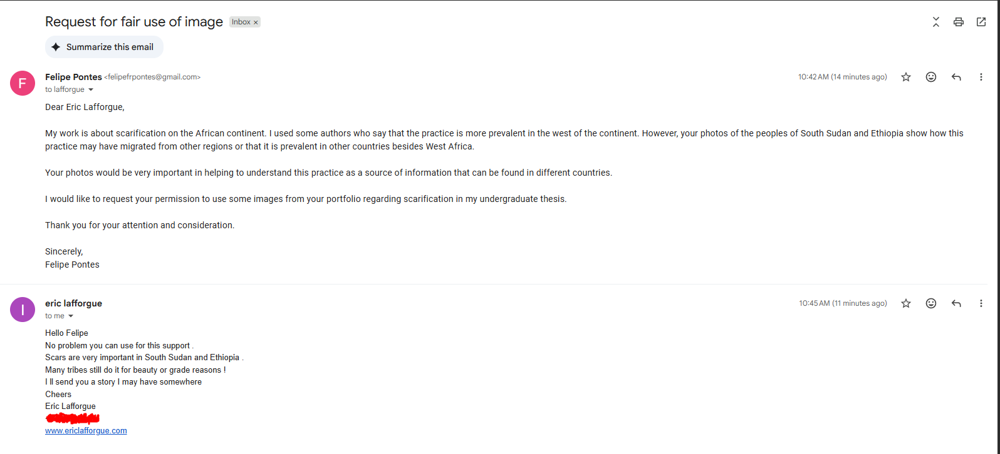 Request for fair use of image Inbox ×
Summarize this email
F
Felipe Pontes <felipefrpontes@gmail.com> 10:42 AM (14 minutes ago)
to lafforgue
Dear Eric Lafforgue,
My work is about scarification on the African continent. I used some authors who say that the practice is more prevalent in the west of the continent. However, your photos of the peoples of South Sudan and Ethiopia show how this
practice may have migrated from other regions or that it is prevalent in other countries besides West Africa.
Your photos would be very important in helping to understand this practice as a source of information that can be found in different countries.
I would like to request your permission to use some images from your portfolio regarding scarification in my undergraduate thesis.
Thank you for your attention and consideration.
Sincerely,
Felipe Pontes
I
eric lafforgue 10:45 AM (11 minutes ago)
to me
Hello Felipe
No problem you can use for this support .
Scars are very important in South Sudan and Ethiopia .
Many tribes still do it for beauty or grade reasons !
I ll send you a story I may have somewhere
Cheers
Eric Lafforgue
www.ericlafforgue.com